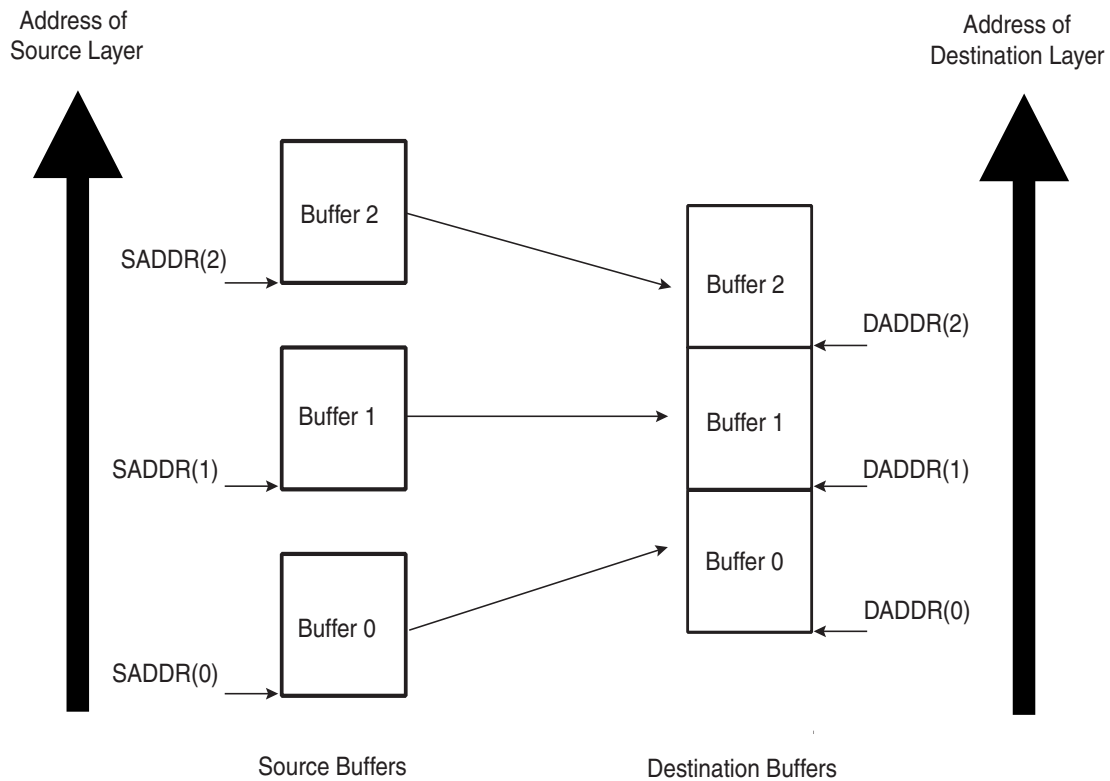 Address of
Source Layer
Address of
Destination Layer
Buffer 2
SADDR(2)
Buffer 2
DADDR(2)
Buffer 1
Buffer 1
SADDR(1)
DADDR(1)
Buffer 0
Buffer 0
DADDR(0)
SADDR(0)
Source Buffers
Destination Buffers